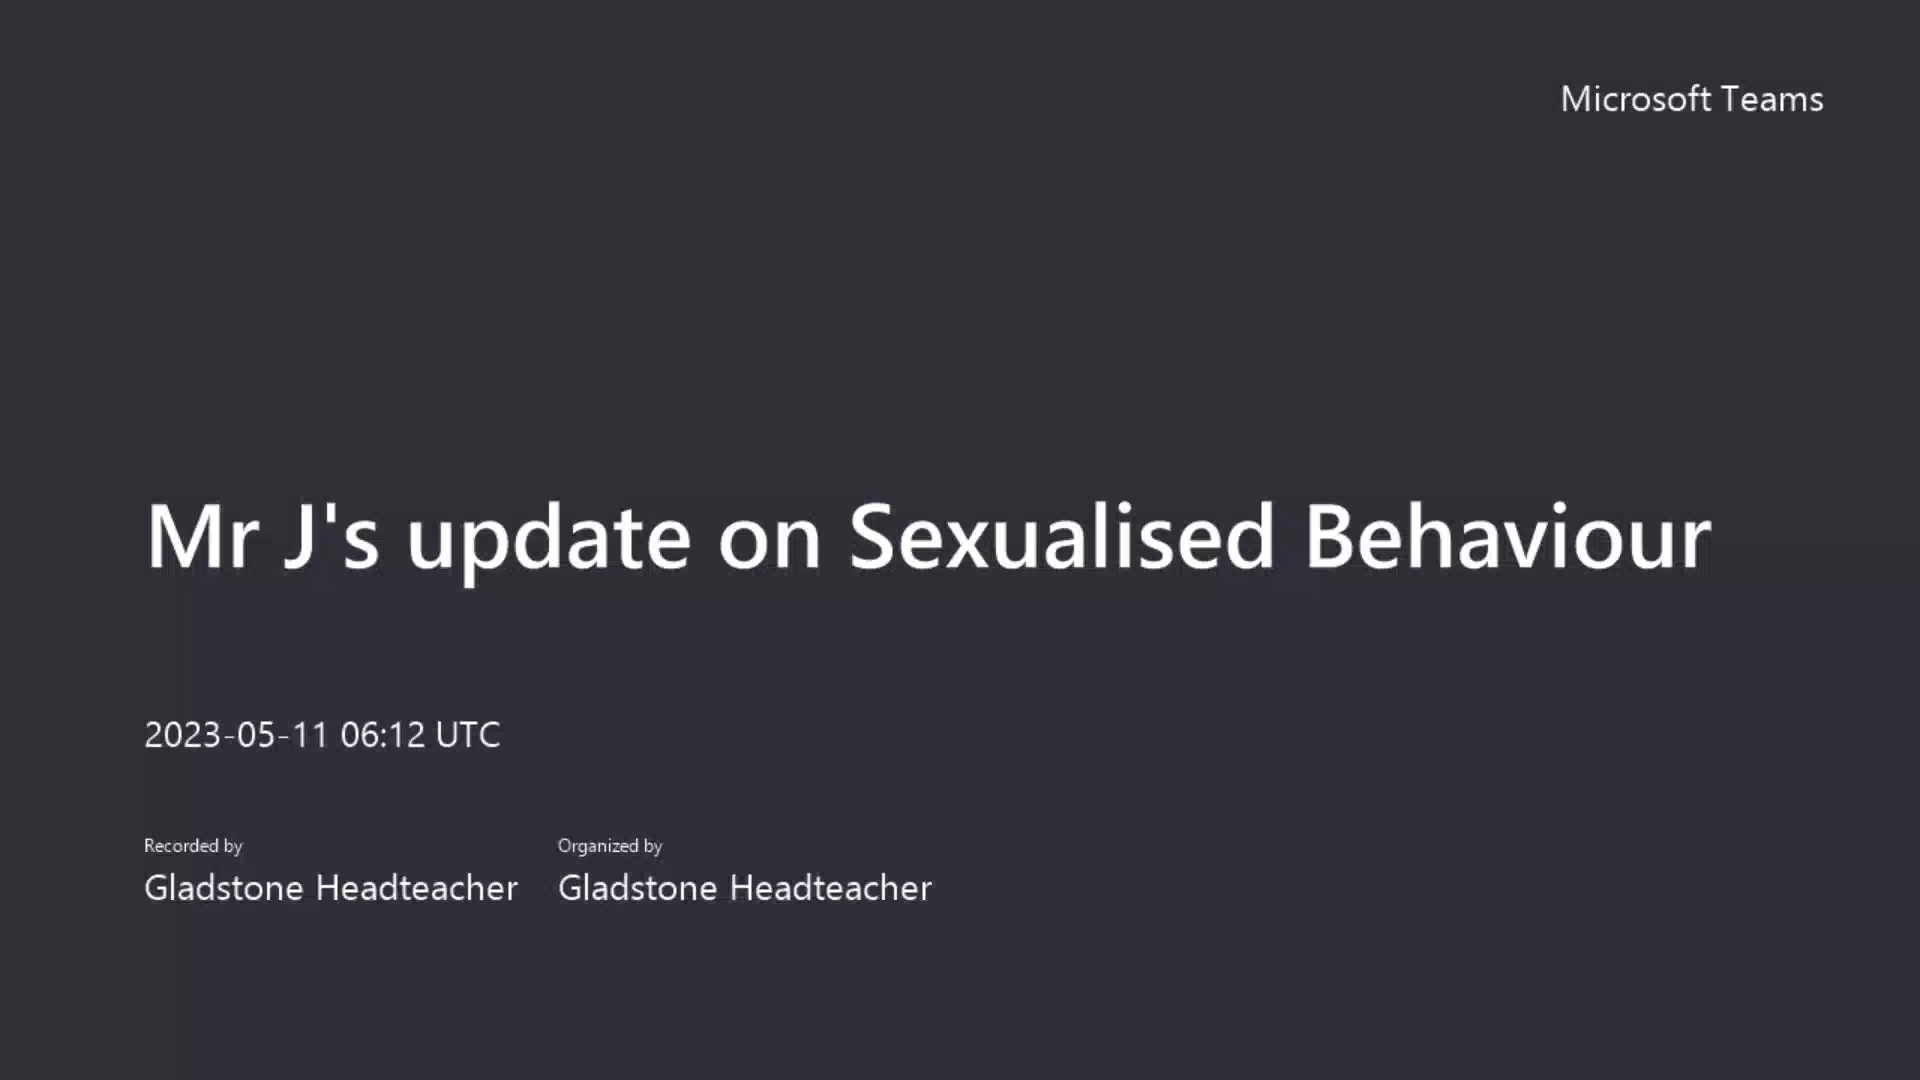 Microsoft Teams
Mr J's update on Sexualised Behaviour
2023-05-11 06:12 UTC
Recorded by
Organized by
Gladstone Headteacher
Gladstone Headteacher